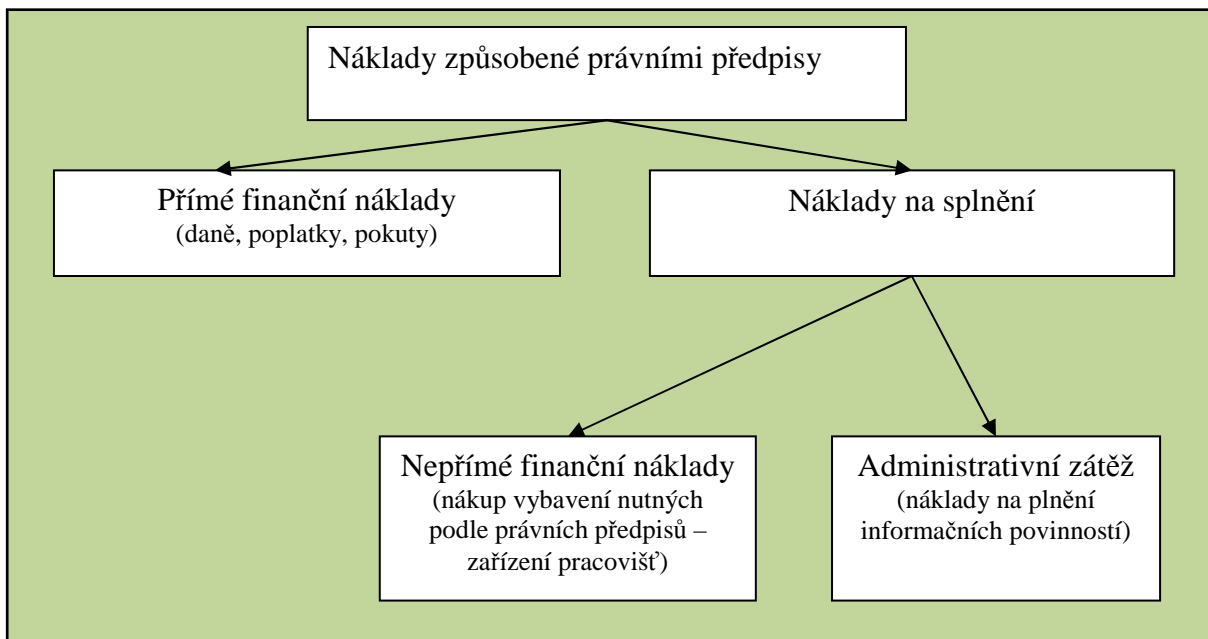 Náklady způsobené právními předpisy
Přímé finanční náklady
(daně, poplatky, pokuty)
Náklady na splnění
Nepřímé finanční náklady
(nákup vybavení nutných
podle právních předpisů –
zařízení pracovišť)
Administrativní zátěž
(náklady na plnění
informačních povinností)